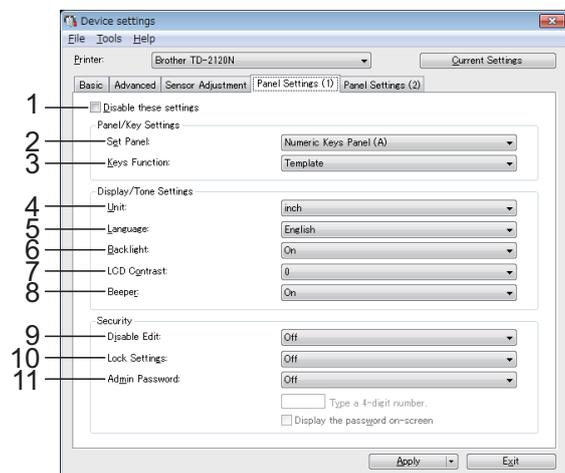 Device settings
File Tools Help
Printer: Brother TD-2120N Current Settings
Basic Advanced Sensor Adjustment Panel Settings (1) Panel Settings (2)
1 Disable these settings
Panel/Key Settings
2 Set Panel: Numeric Keys Panel (A)
3 Keys Function: Template
Display/Tone Settings
4 Unit: inch
5 Language: English
6 Backlight: On
7 LCD Contrast: 0
8 Beeper: On
Security
9 Disable Edit: Off
10 Lock Settings: Off
11 Admin Password: Off
Type a 4-digit number.
Display the password on-screen
Apply Exit